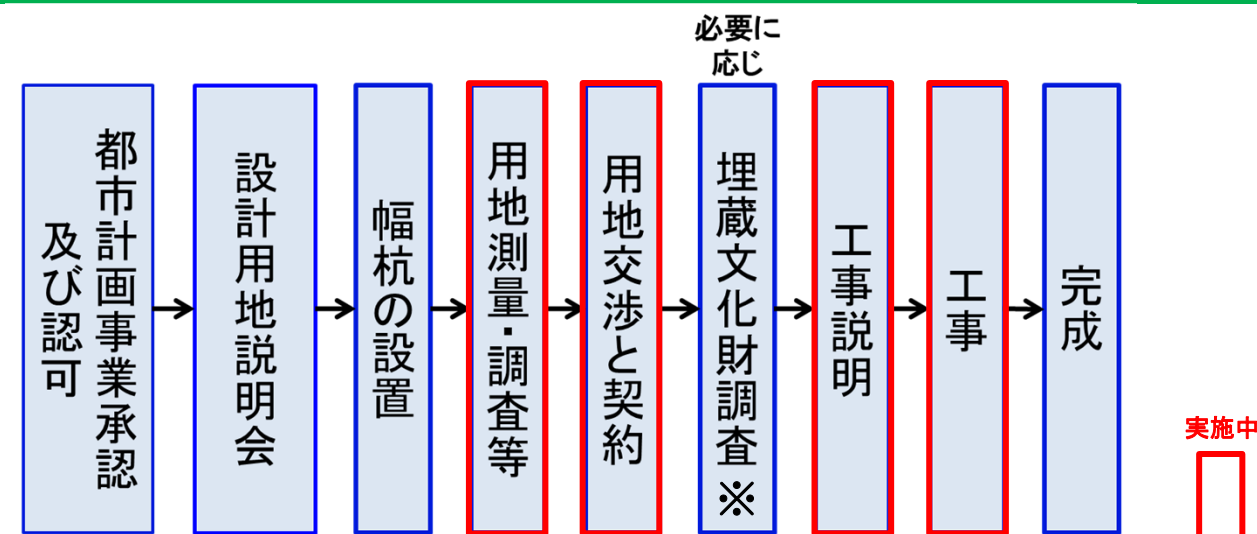 必要に
応じ
都市計画事業承認
及び認可
設計用地説明会
幅杭の設置
用地測量・調査等
用地交渉と契約
埋蔵文化財調査※
工事説明
工事
完成
実施中